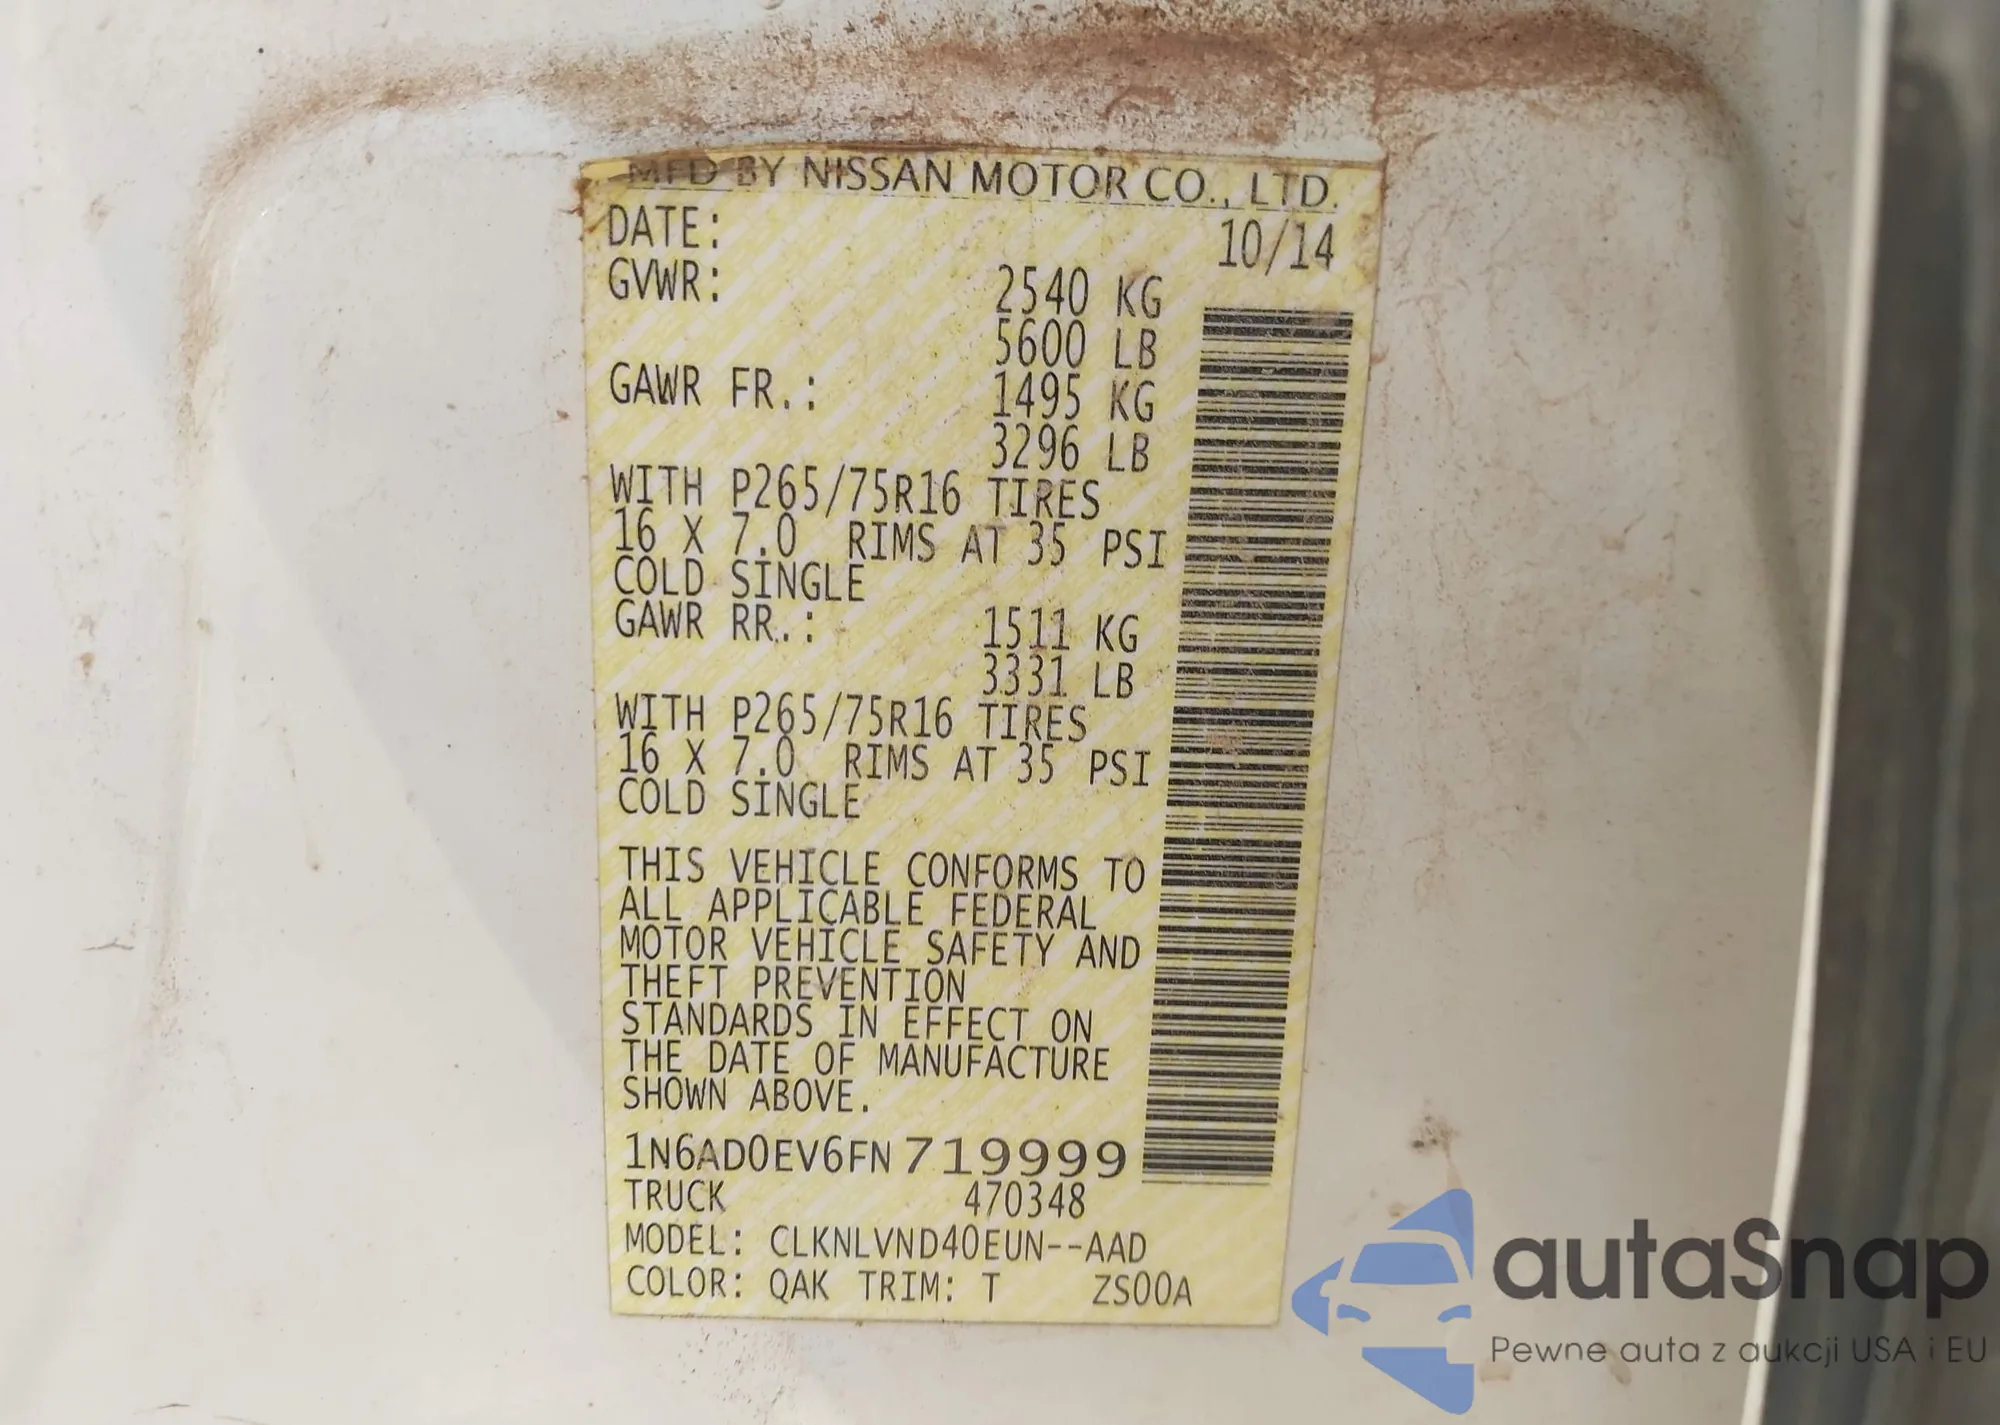 MFD BY NISSAN MOTOR CO., LTD.
DATE: 10/14
GVWR: 2540 KG
5600 LB
GAWR FR.: 1495 KG
3296 LB
WITH P265/75R16 TIRES
16 X 7.0 RIMS AT 35 PSI
COLD SINGLE
GAWR RR.: 1511 KG
3331 LB
WITH P265/75R16 TIRES
16 X 7.0 RIMS AT 35 PSI
COLD SINGLE
THIS VEHICLE CONFORMS TO
ALL APPLICABLE FEDERAL
MOTOR VEHICLE SAFETY AND
THEFT PREVENTION
STANDARDS IN EFFECT ON
THE DATE OF MANUFACTURE
SHOWN ABOVE.
1N6AD0EV6FN719999
TRUCK 470348
MODEL: CLKNLVND40EUN--AAD
COLOR: QAK TRIM: T ZS00A
autaSnap
Pewne auta z aukcji USA i EU